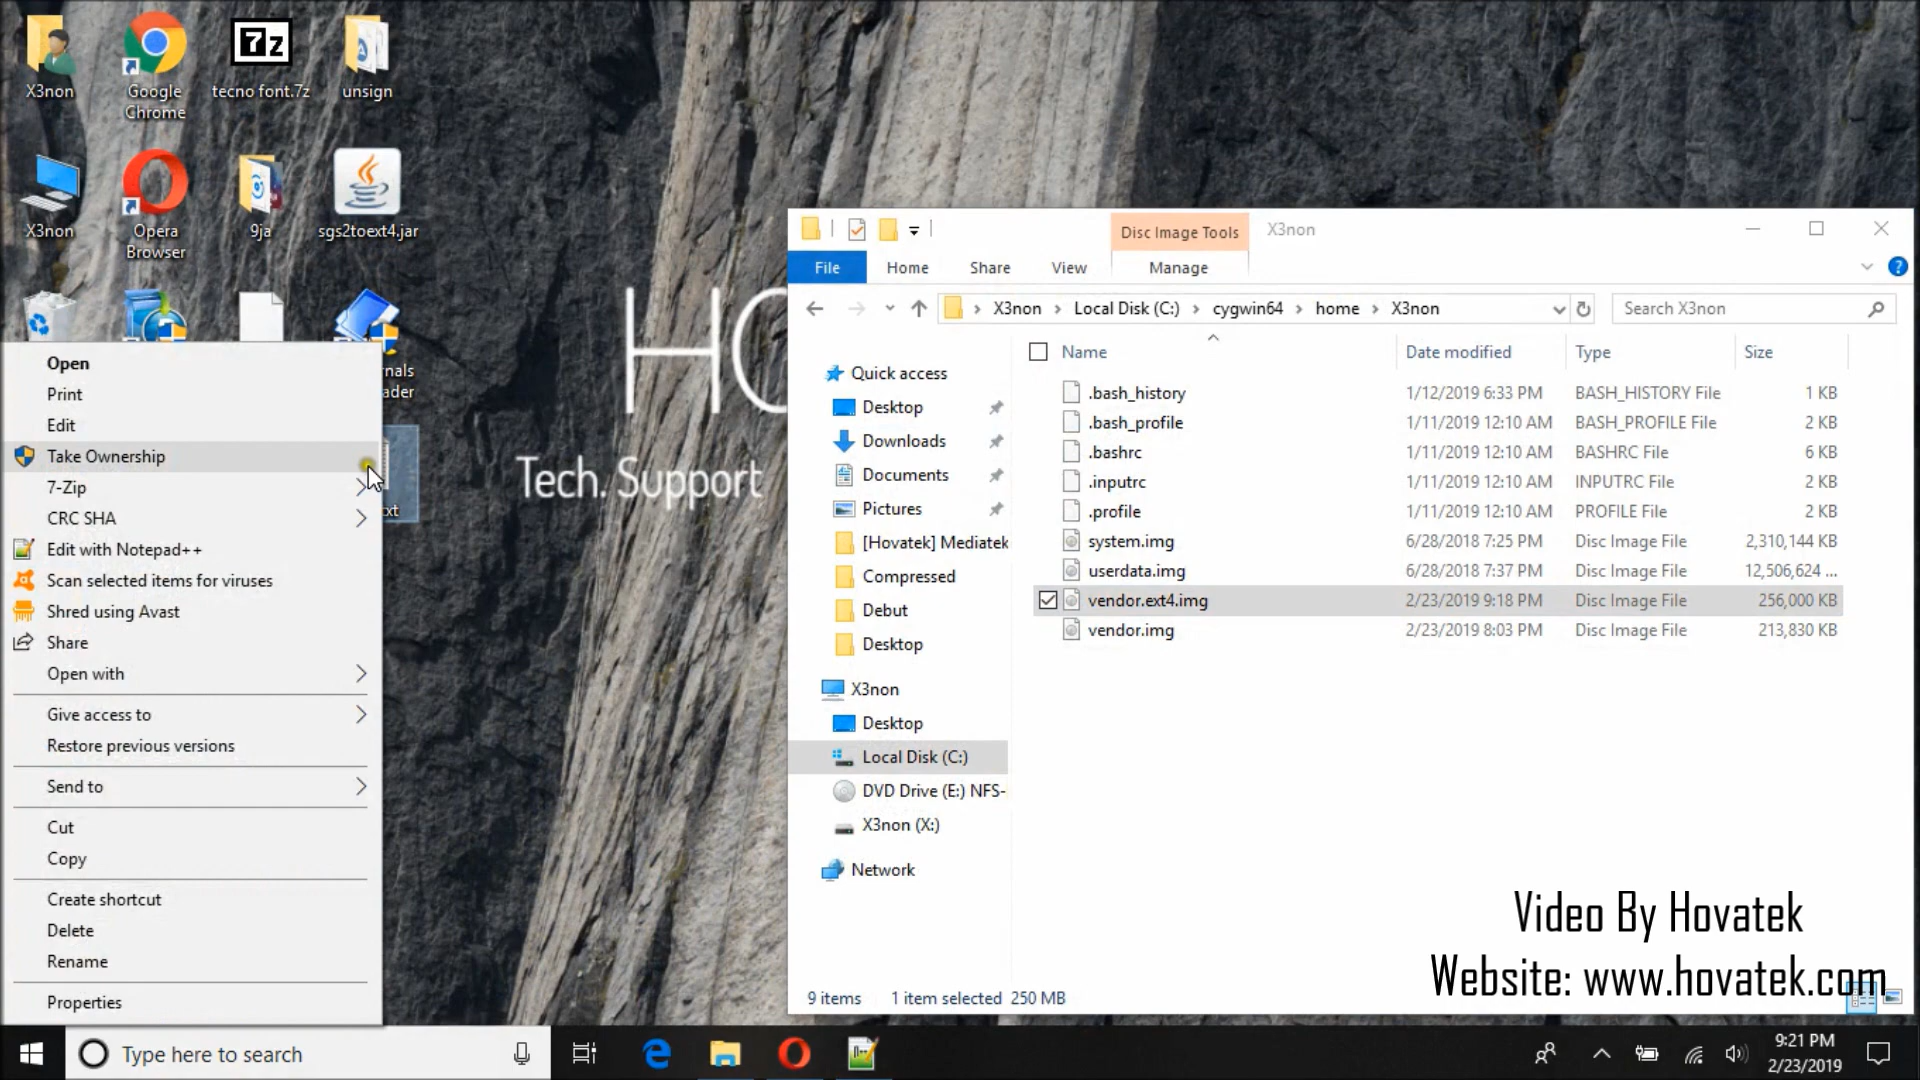 X3non
Google
Chrome
7z
tecno font.7z
unsign
X3non
Opera
Browser
9ja
sgs2toext4.jar
HO
Tech. Support
Open
Print
Edit
Take Ownership
7-Zip
CRC SHA
Edit with Notepad++
Scan selected items for viruses
Shred using Avast
Share
Open with
Give access to
Restore previous versions
Send to
Cut
Copy
Create shortcut
Delete
Rename
Properties
Disc Image Tools
X3non
File
Home
Share
View
Manage
X3non > Local Disk (C:) > cygwin64 > home > X3non
Search X3non
Quick access
Desktop
Downloads
Documents
Pictures
[Hovatek] Mediatek
Compressed
Debut
Desktop
X3non
Desktop
Local Disk (C:)
DVD Drive (E:) NFS-
X3non (X:)
Network
Name Date modified Type Size
.bash_history 1/12/2019 6:33 PM BASH_HISTORY File 1 KB
.bash_profile 1/11/2019 12:10 AM BASH_PROFILE File 2 KB
.bashrc 1/11/2019 12:10 AM BASHRC File 6 KB
.inputrc 1/11/2019 12:10 AM INPUTRC File 1 KB
.profile 1/11/2019 12:10 AM PROFILE File 2 KB
system.img 6/28/2018 7:25 PM Disc Image File 2,310,144 KB
userdata.img 6/28/2018 7:37 PM Disc Image File 12,506,624 ...
vendor.ext4.img 2/23/2019 9:18 PM Disc Image File 256,000 KB
vendor.img 2/23/2019 8:03 PM Disc Image File 213,830 KB
9 items 1 item selected 250 MB
Video By Hovatek
Website: www.hovatek.com
Type here to search
9:21 PM
2/23/2019